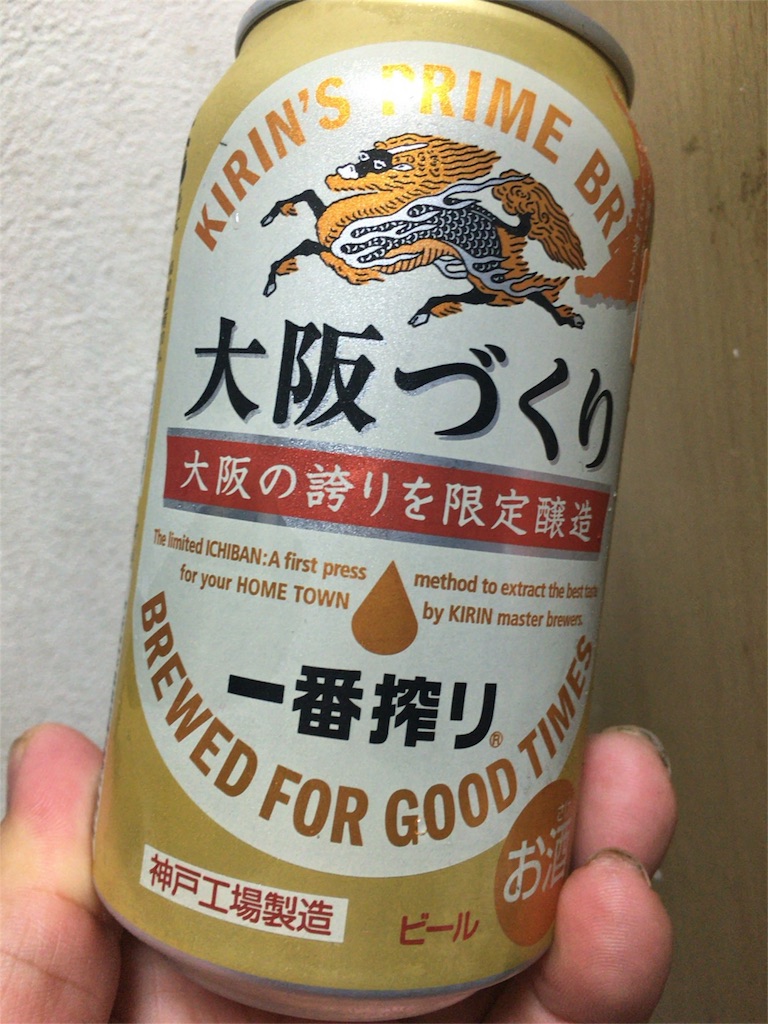 KIRIN'S PRIME BR
大阪づくり
大阪の誇りを限定醸造
The limited ICHIBAN: A first press
for your HOME TOWN
method to extract the best taste
by KIRIN master brewers.
一番搾り®
BREWED FOR GOOD TIMES
お酒
神戸工場製造
ビール